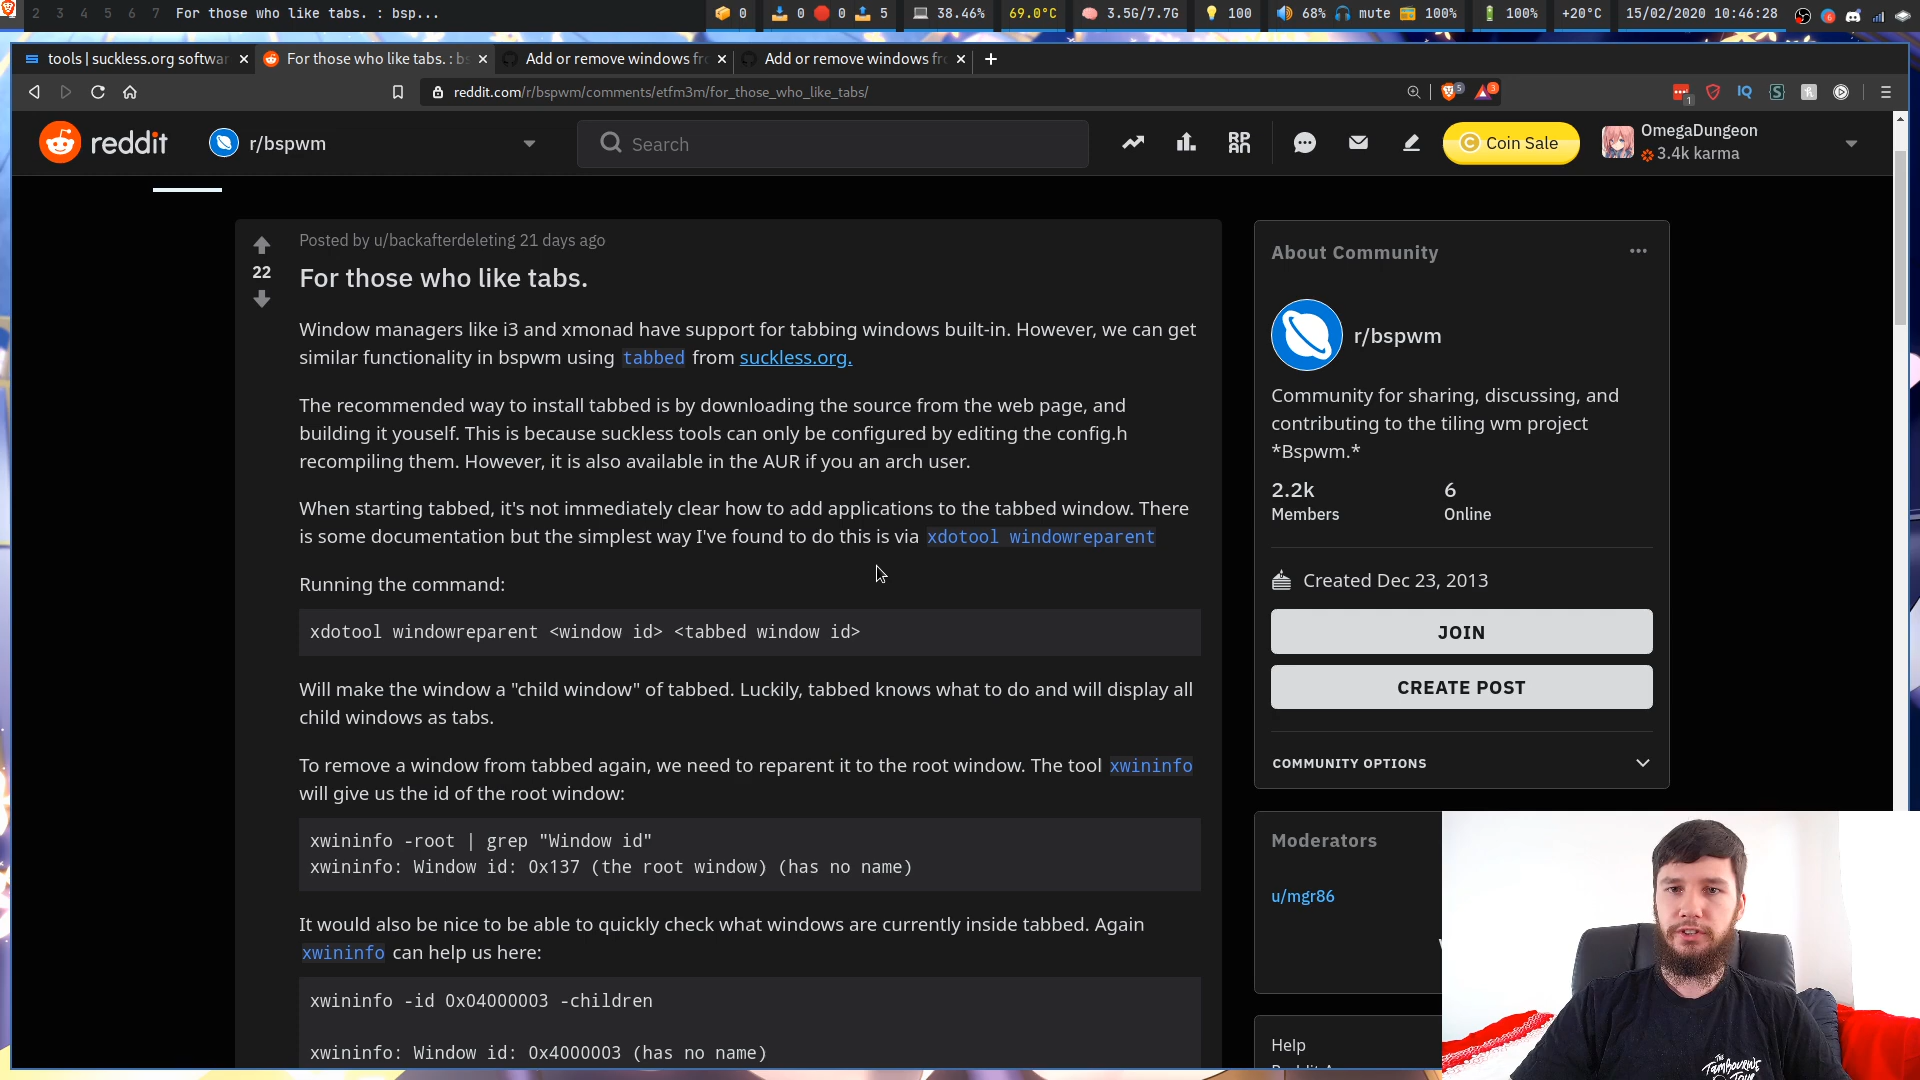 2 3 4 5 6 7 For those who like tabs. : bsp...
0 0 0 5 38.46% 69.0°C 3.5G/7.7G 100 68% mute 100% 100% +20°C 15/02/2020 10:46:28
tools | suckless.org softwar
For those who like tabs. : bs
Add or remove windows fr
Add or remove windows fr
reddit.com/r/bspwm/comments/etfm3m/for_those_who_like_tabs/
reddit
r/bspwm
Search
Coin Sale
OmegaDungeon
3.4k karma
Posted by u/backafterdeleting 21 days ago
22
For those who like tabs.
Window managers like i3 and xmonad have support for tabbing windows built-in. However, we can get
similar functionality in bspwm using tabbed from suckless.org.
The recommended way to install tabbed is by downloading the source from the web page, and
building it youself. This is because suckless tools can only be configured by editing the config.h
recompiling them. However, it is also available in the AUR if you an arch user.
When starting tabbed, it's not immediately clear how to add applications to the tabbed window. There
is some documentation but the simplest way I've found to do this is via xdotool windowreparent
Running the command:
xdotool windowreparent <window id> <tabbed window id>
Will make the window a "child window" of tabbed. Luckily, tabbed knows what to do and will display all
child windows as tabs.
To remove a window from tabbed again, we need to reparent it to the root window. The tool xwininfo
will give us the id of the root window:
xwininfo -root | grep "Window id"
xwininfo: Window id: 0x137 (the root window) (has no name)
It would also be nice to be able to quickly check what windows are currently inside tabbed. Again
xwininfo can help us here:
xwininfo -id 0x04000003 -children
xwininfo: Window id: 0x4000003 (has no name)
About Community
r/bspwm
Community for sharing, discussing, and
contributing to the tiling wm project
*Bspwm.*
2.2k 6
Members Online
Created Dec 23, 2013
JOIN
CREATE POST
COMMUNITY OPTIONS
Moderators
u/mgr86
Help